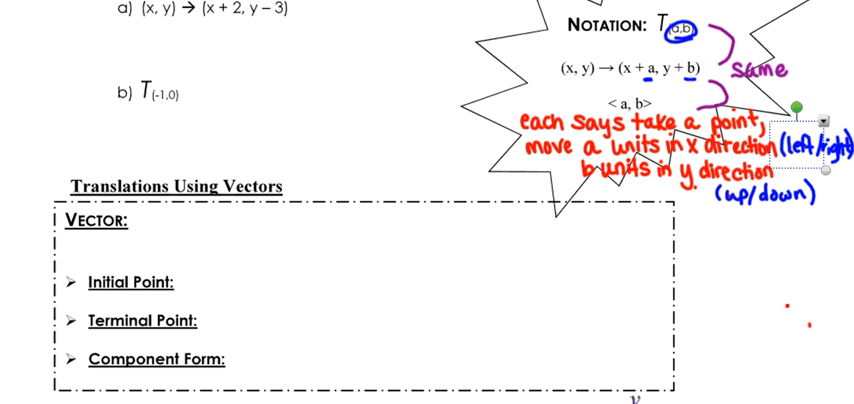 a) (x, y) → (x + 2, y – 3)
NOTATION: T(a,b)
(x, y) → (x + a, y + b)
same
b) T(-1,0)
< a, b>
each says take a point,
move a units in x direction (left/right)
b units in y direction
(up/down)
Translations Using Vectors
VECTOR:
➤ Initial Point:
➤ Terminal Point:
➤ Component Form:
y